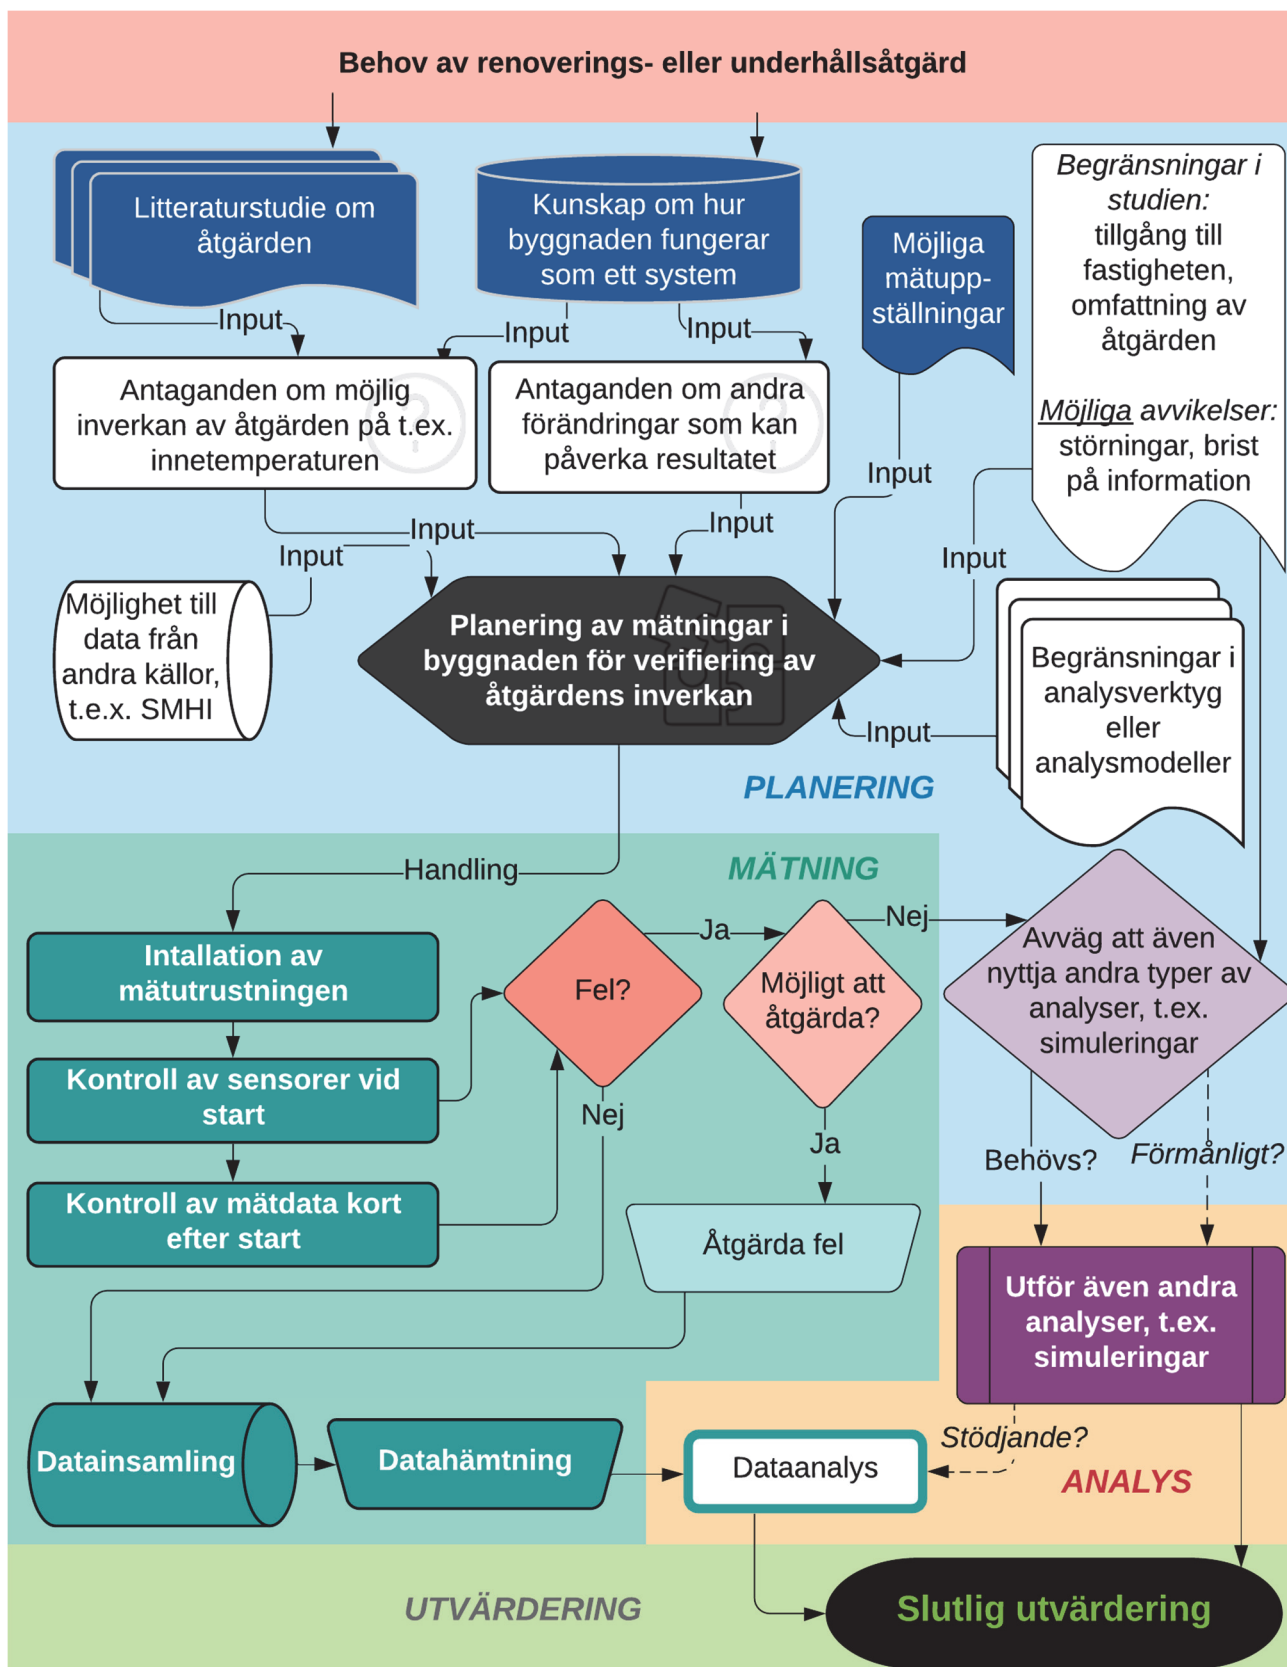 Behov av renoverings- eller underhållsåtgärd
Litteraturstudie om
åtgärden
Kunskap om hur
byggnaden fungerar
som ett system
Möjliga
mätupp-
ställningar
Begränsningar i
studien:
tillgång till
fastigheten,
omfattning av
åtgärden
Möjliga avvikelser:
störningar, brist
på information
Input
Input
Input
Antaganden om möjlig
inverkan av åtgärden på t.ex.
innetemperaturen
Antaganden om andra
förändringar som kan
påverka resultatet
Input
Input
Input
Input
Input
Möjlighet till
data från
andra källor,
t.e.x. SMHI
Planering av mätningar i
byggnaden för verifiering av
åtgärdens inverkan
Begränsningar i
analysverktyg
eller
analysmodeller
Input
PLANERING
Handling
MÄTNING
Intallation av
mätutrustningen
Fel?
Ja
Möjligt att
åtgärda?
Nej
Avväg att även
nyttja andra typer av
analyser, t.ex.
simuleringar
Kontroll av sensorer vid
start
Nej
Ja
Behövs?
Förmånligt?
Kontroll av mätdata kort
efter start
Åtgärda fel
Utför även andra
analyser, t.ex.
simuleringar
Datainsamling
Datahämtning
Dataanalys
Stödjande?
ANALYS
UTVÄRDERING
Slutlig utvärdering